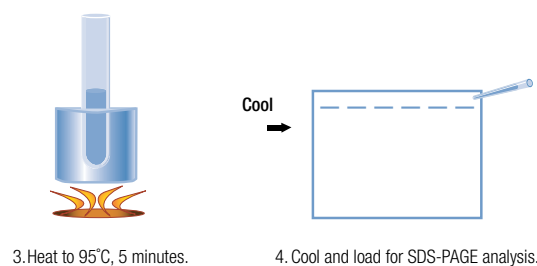 Cool
3.Heat to 95˚C, 5 minutes.
4. Cool and load for SDS-PAGE analysis.